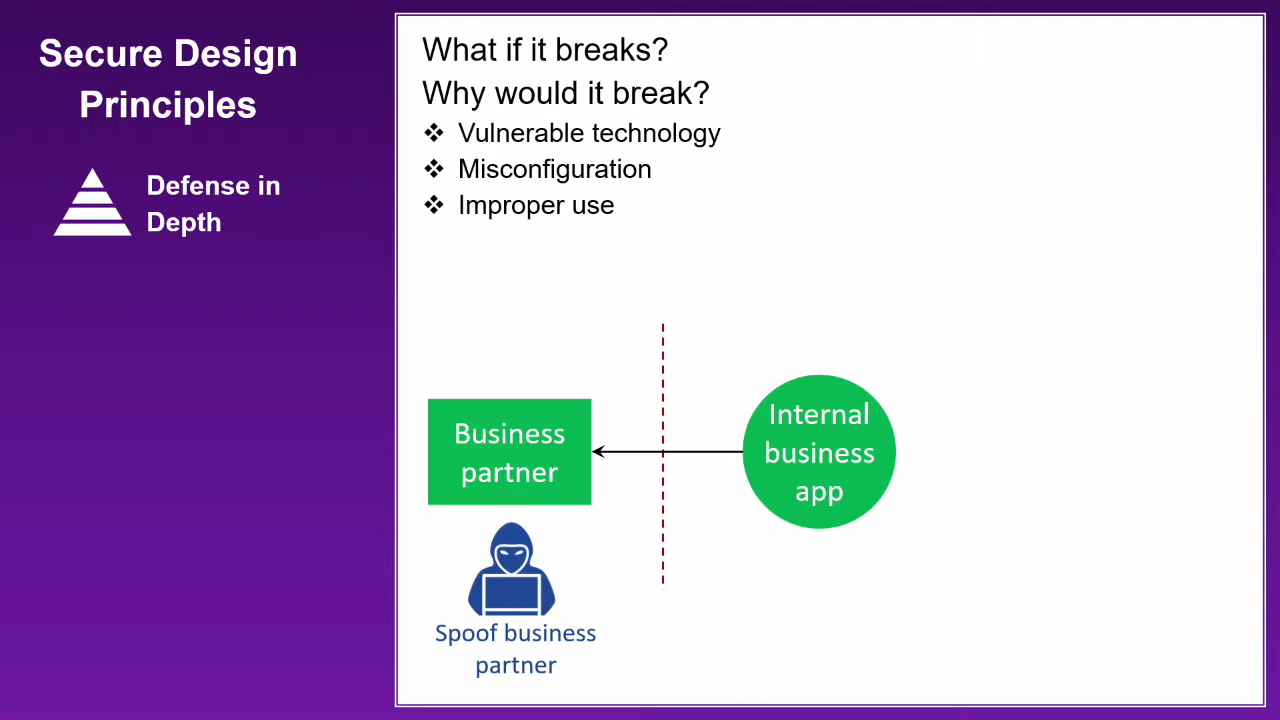 Secure Design
Principles
Defense in
Depth
What if it breaks?
Why would it break?
❖ Vulnerable technology
❖ Misconfiguration
❖ Improper use
Business
partner
Internal
business
app
Spoof business
partner